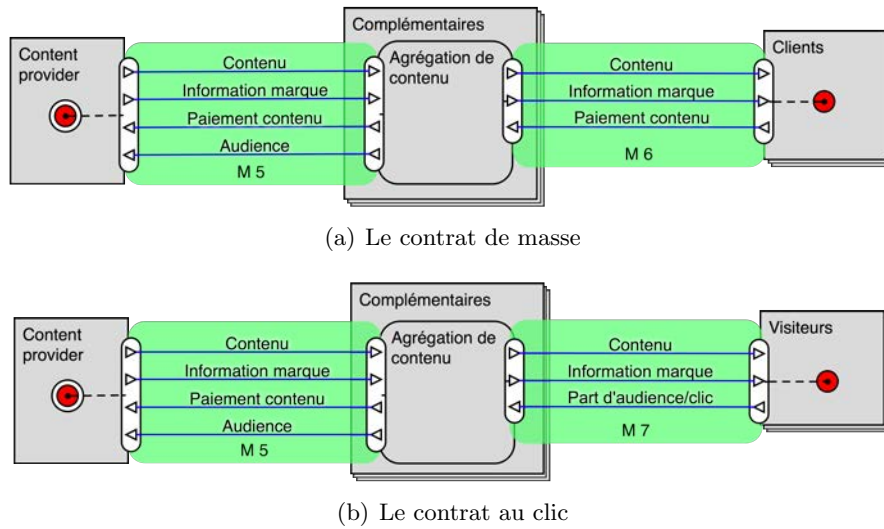 Complémentaires
Content
provider
Contenu
Information marque
Paiement contenu
Audience
M 5
Agrégation de
contenu
Contenu
Information marque
Paiement contenu
M 6
Clients
(a) Le contrat de masse
Complémentaires
Content
provider
Contenu
Information marque
Paiement contenu
Audience
M 5
Agrégation de
contenu
Contenu
Information marque
Part d'audience/clic
M 7
Visiteurs
(b) Le contrat au clic